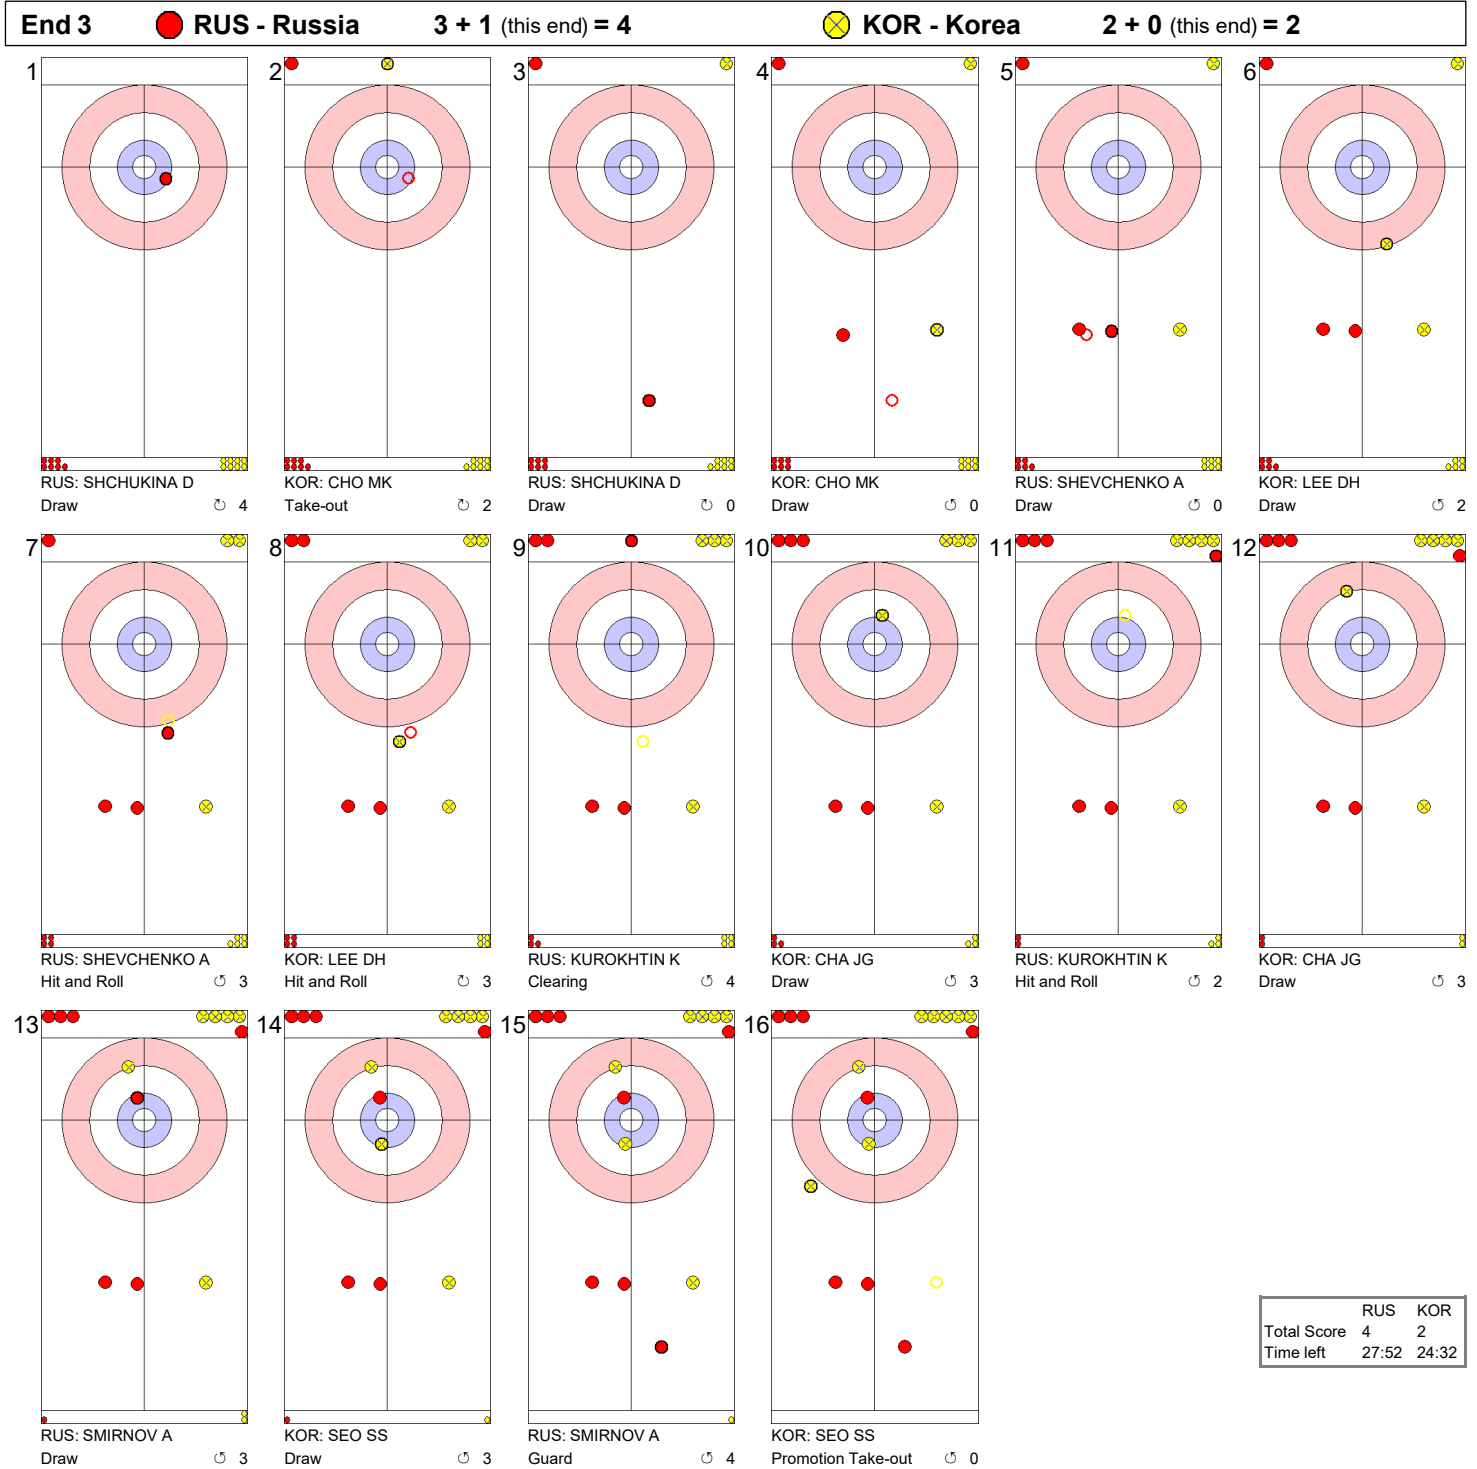 End 3 RUS - Russia 3 + 1 (this end) = 4 KOR - Korea 2 + 0 (this end) = 2
1 2 3 4 5 6
RUS: SHCHUKINA D KOR: CHO MK RUS: SHCHUKINA D KOR: CHO MK RUS: SHEVCHENKO A KOR: LEE DH
Draw ↻ 4 Take-out ↻ 2 Draw ↻ 0 Draw ↺ 0 Draw ↺ 0 Draw ↺ 2
7 8 9 10 11 12
RUS: SHEVCHENKO A KOR: LEE DH RUS: KUROKHTIN K KOR: CHA JG RUS: KUROKHTIN K KOR: CHA JG
Hit and Roll ↺ 3 Hit and Roll ↻ 3 Clearing ↺ 4 Draw ↺ 3 Hit and Roll ↺ 2 Draw ↺ 3
13 14 15 16
RUS KOR
Total Score 4 2
Time left 27:52 24:32
RUS: SMIRNOV A KOR: SEO SS RUS: SMIRNOV A KOR: SEO SS
Draw ↺ 3 Draw ↺ 3 Guard ↺ 4 Promotion Take-out ↺ 0